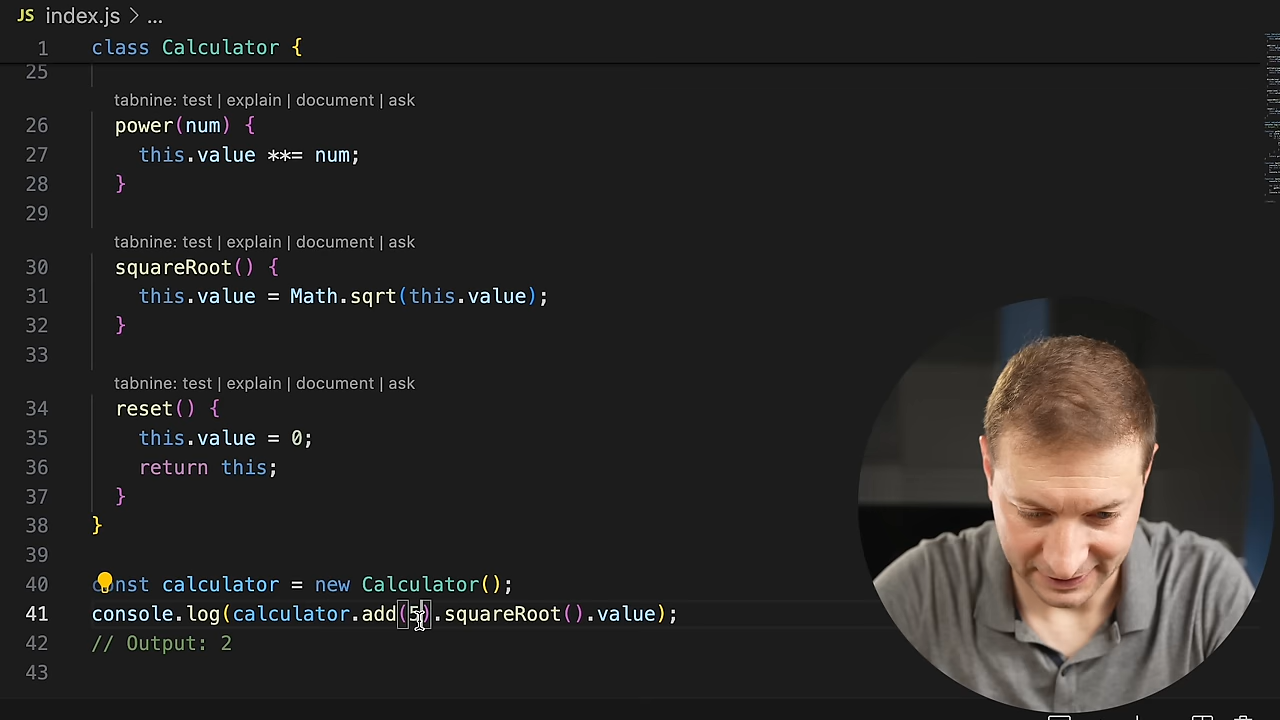 JS index.js > ...
1 class Calculator {
25
tabnine: test | explain | document | ask
26 power(num) {
27 this.value **= num;
28 }
29
tabnine: test | explain | document | ask
30 squareRoot() {
31 this.value = Math.sqrt(this.value);
32 }
33
tabnine: test | explain | document | ask
34 reset() {
35 this.value = 0;
36 return this;
37 }
38 }
39
40 const calculator = new Calculator();
41 console.log(calculator.add(5).squareRoot().value);
42 // Output: 2
43